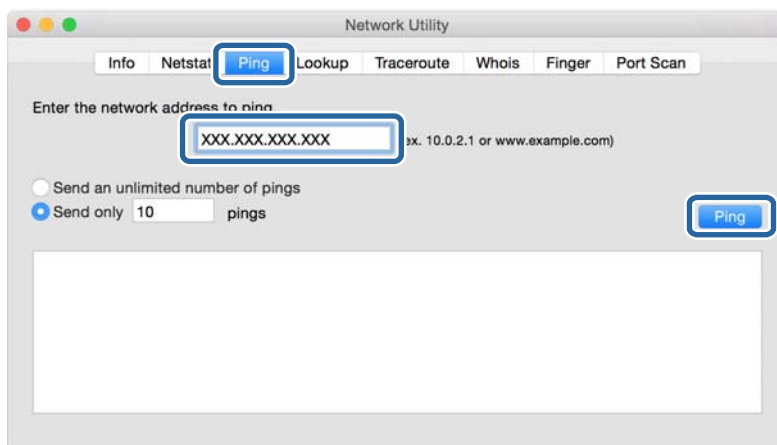 Network Utility
Info Netstat Ping Lookup Traceroute Whois Finger Port Scan
Enter the network address to ping.
XXX.XXX.XXX.XXX ex. 10.0.2.1 or www.example.com)
Send an unlimited number of pings
Send only 10 pings
Ping